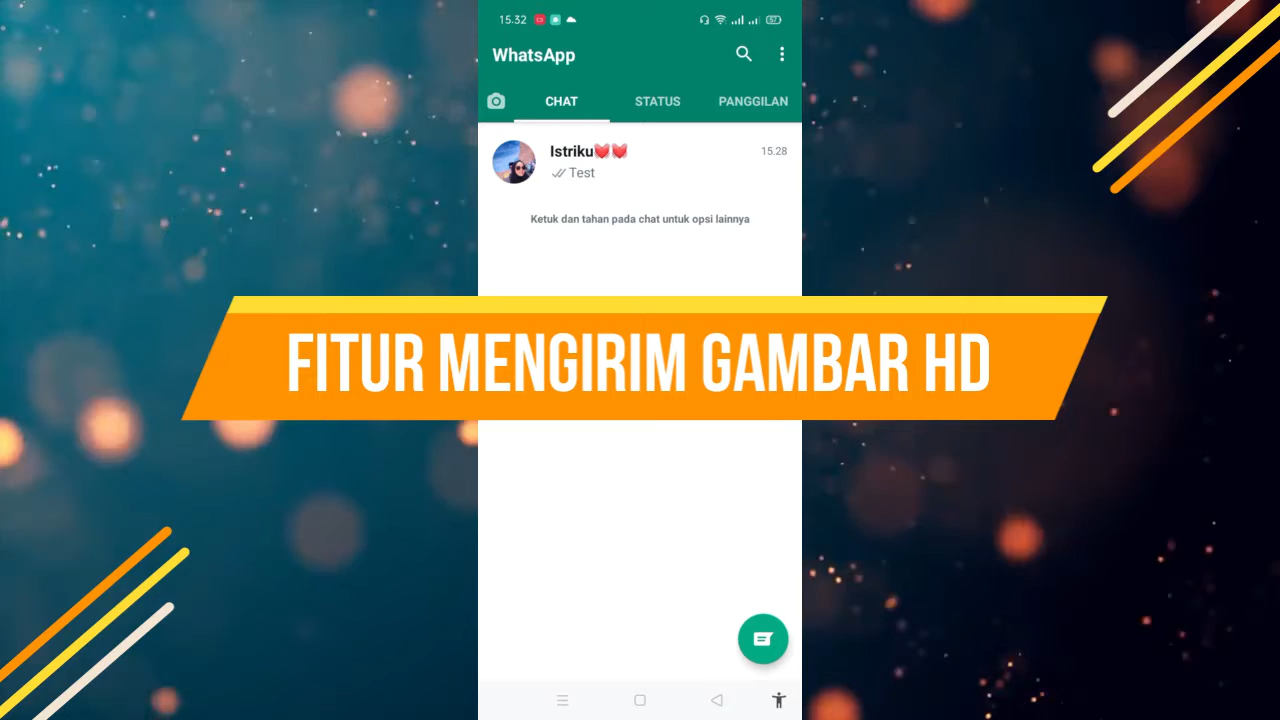 15.32
57
WhatsApp
CHAT STATUS PANGGILAN
Istriku 15.28
Test
Ketuk dan tahan pada chat untuk opsi lainnya
FITUR MENGIRIM GAMBAR HD